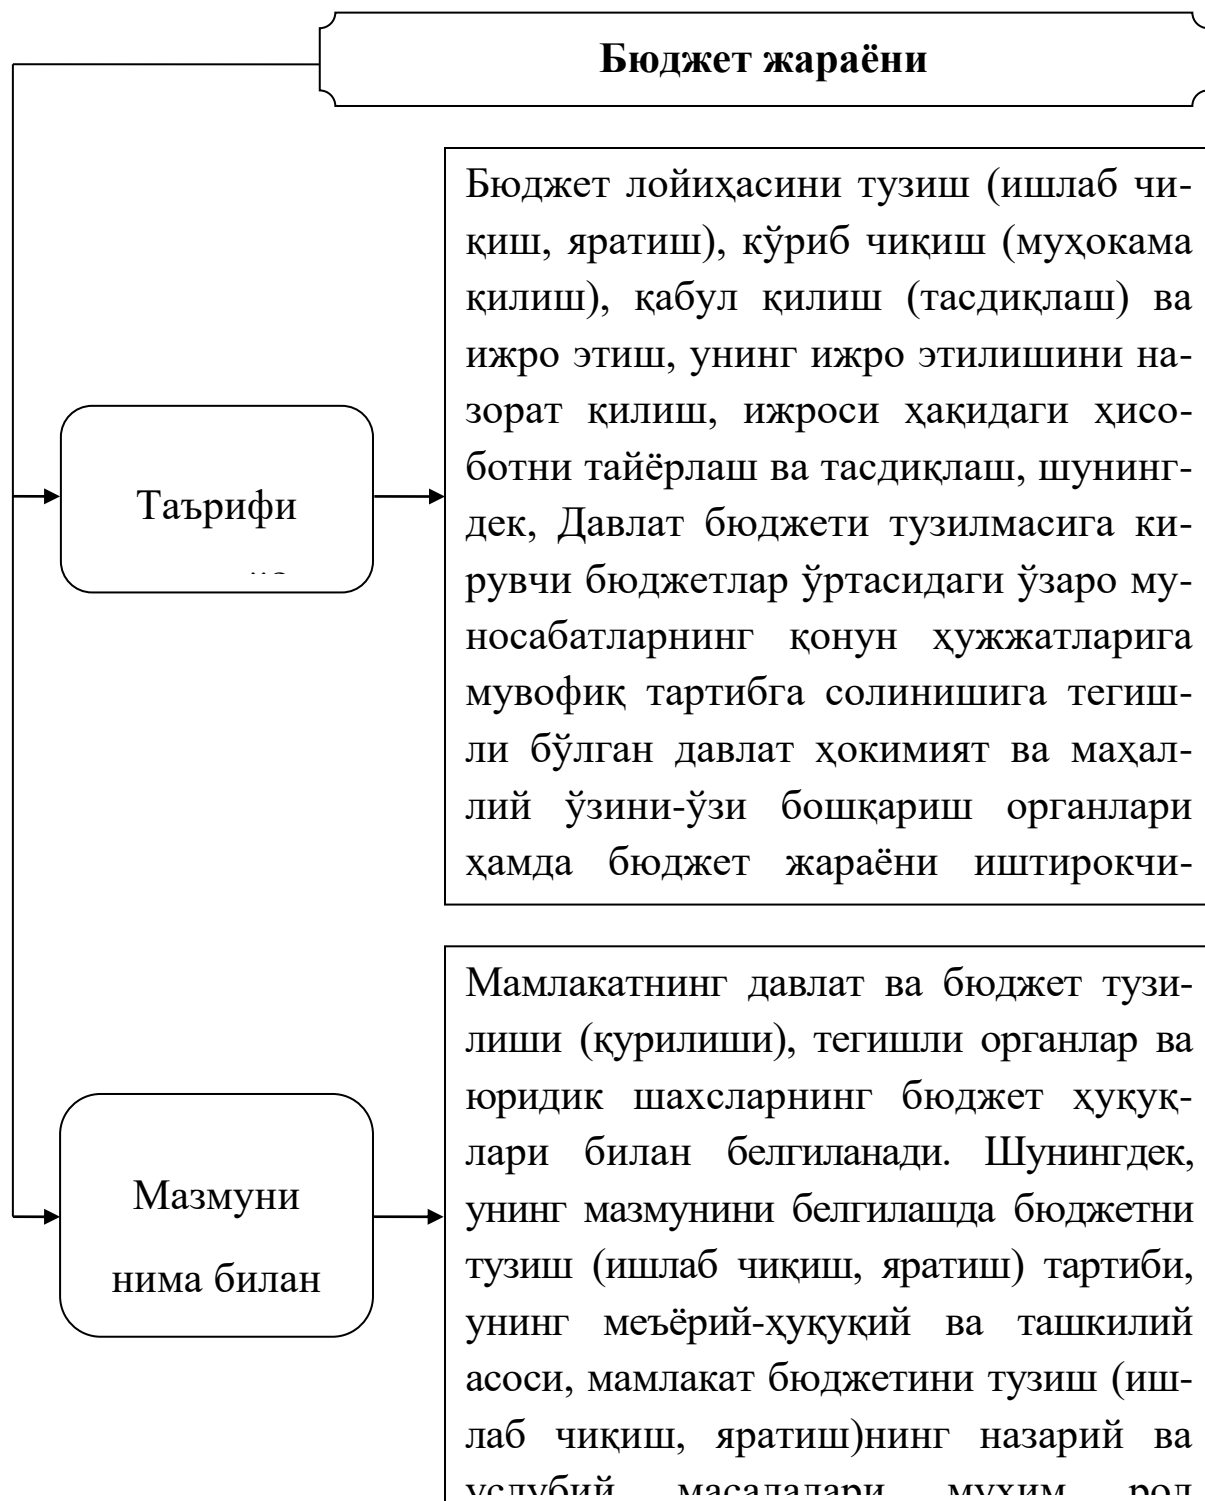 Бюджет жараёни
Бюджет лойиҳасини тузиш (ишлаб чи-
қиш, яратиш), кўриб чиқиш (муҳокама
қилиш), қабул қилиш (тасдиқлаш) ва
ижро этиш, унинг ижро этилишини на-
зорат қилиш, ижроси ҳақидаги ҳисо-
ботни тайёрлаш ва тасдиқлаш, шунинг-
дек, Давлат бюджети тузилмасига ки-
рувчи бюджетлар ўртасидаги ўзаро му-
носабатларнинг қонун ҳужжатларига
мувофиқ тартибга солинишига тегиш-
ли бўлган давлат ҳокимият ва маҳал-
лий ўзини-ўзи бошқариш органлари
ҳамда бюджет жараёни иштирокчи-
Таърифи
Мамлакатнинг давлат ва бюджет тузи-
лиши (қурилиши), тегишли органлар ва
юридик шахсларнинг бюджет ҳуқуқ-
лари билан белгиланади. Шунингдек,
унинг мазмунини белгилашда бюджетни
тузиш (ишлаб чиқиш, яратиш) тартиби,
унинг меъёрий-ҳуқуқий ва ташкилий
асоси, мамлакат бюджетини тузиш (иш-
лаб чиқиш, яратиш)нинг назарий ва
услубий масалалари муҳим рол
Мазмуни
нима билан